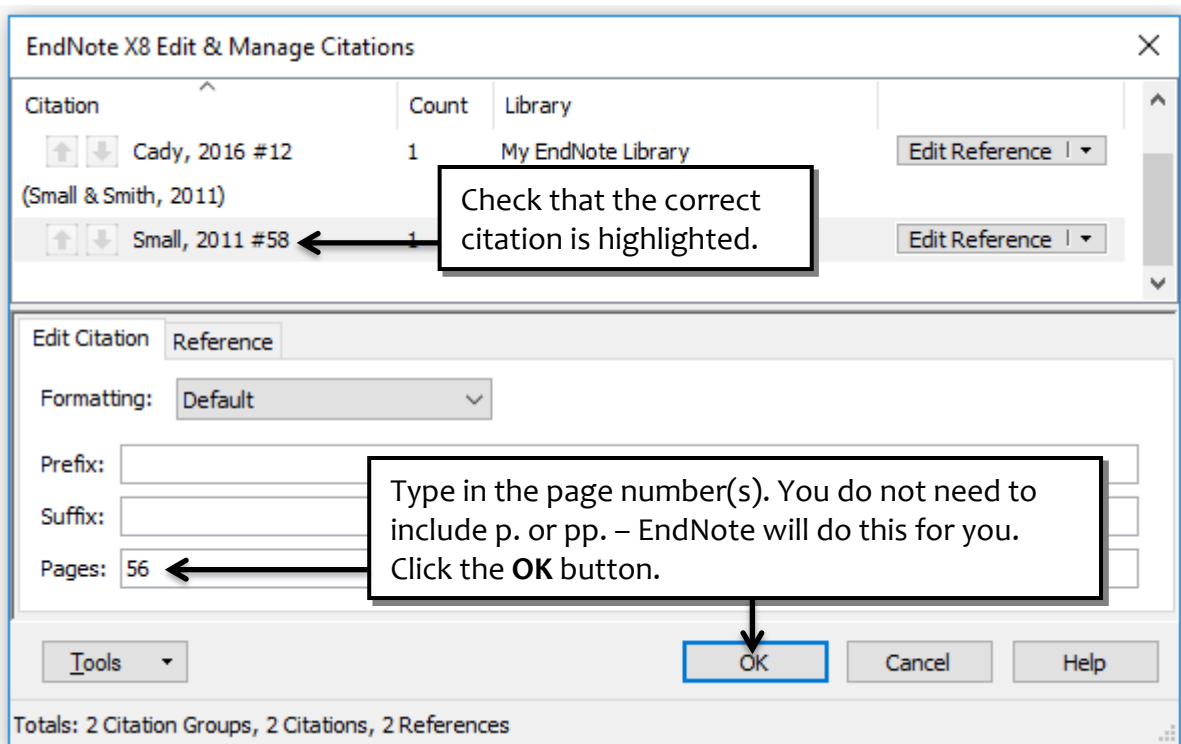 EndNote X8 Edit & Manage Citations
Citation Count Library
Cady, 2016 #12 1 My EndNote Library Edit Reference
(Small & Smith, 2011)
Check that the correct
citation is highlighted.
Small, 2011 #58 1 Edit Reference
Edit Citation Reference
Formatting: Default
Prefix:
Type in the page number(s). You do not need to
include p. or pp. – EndNote will do this for you.
Click the OK button.
Suffix:
Pages: 56
Tools OK Cancel Help
Totals: 2 Citation Groups, 2 Citations, 2 References